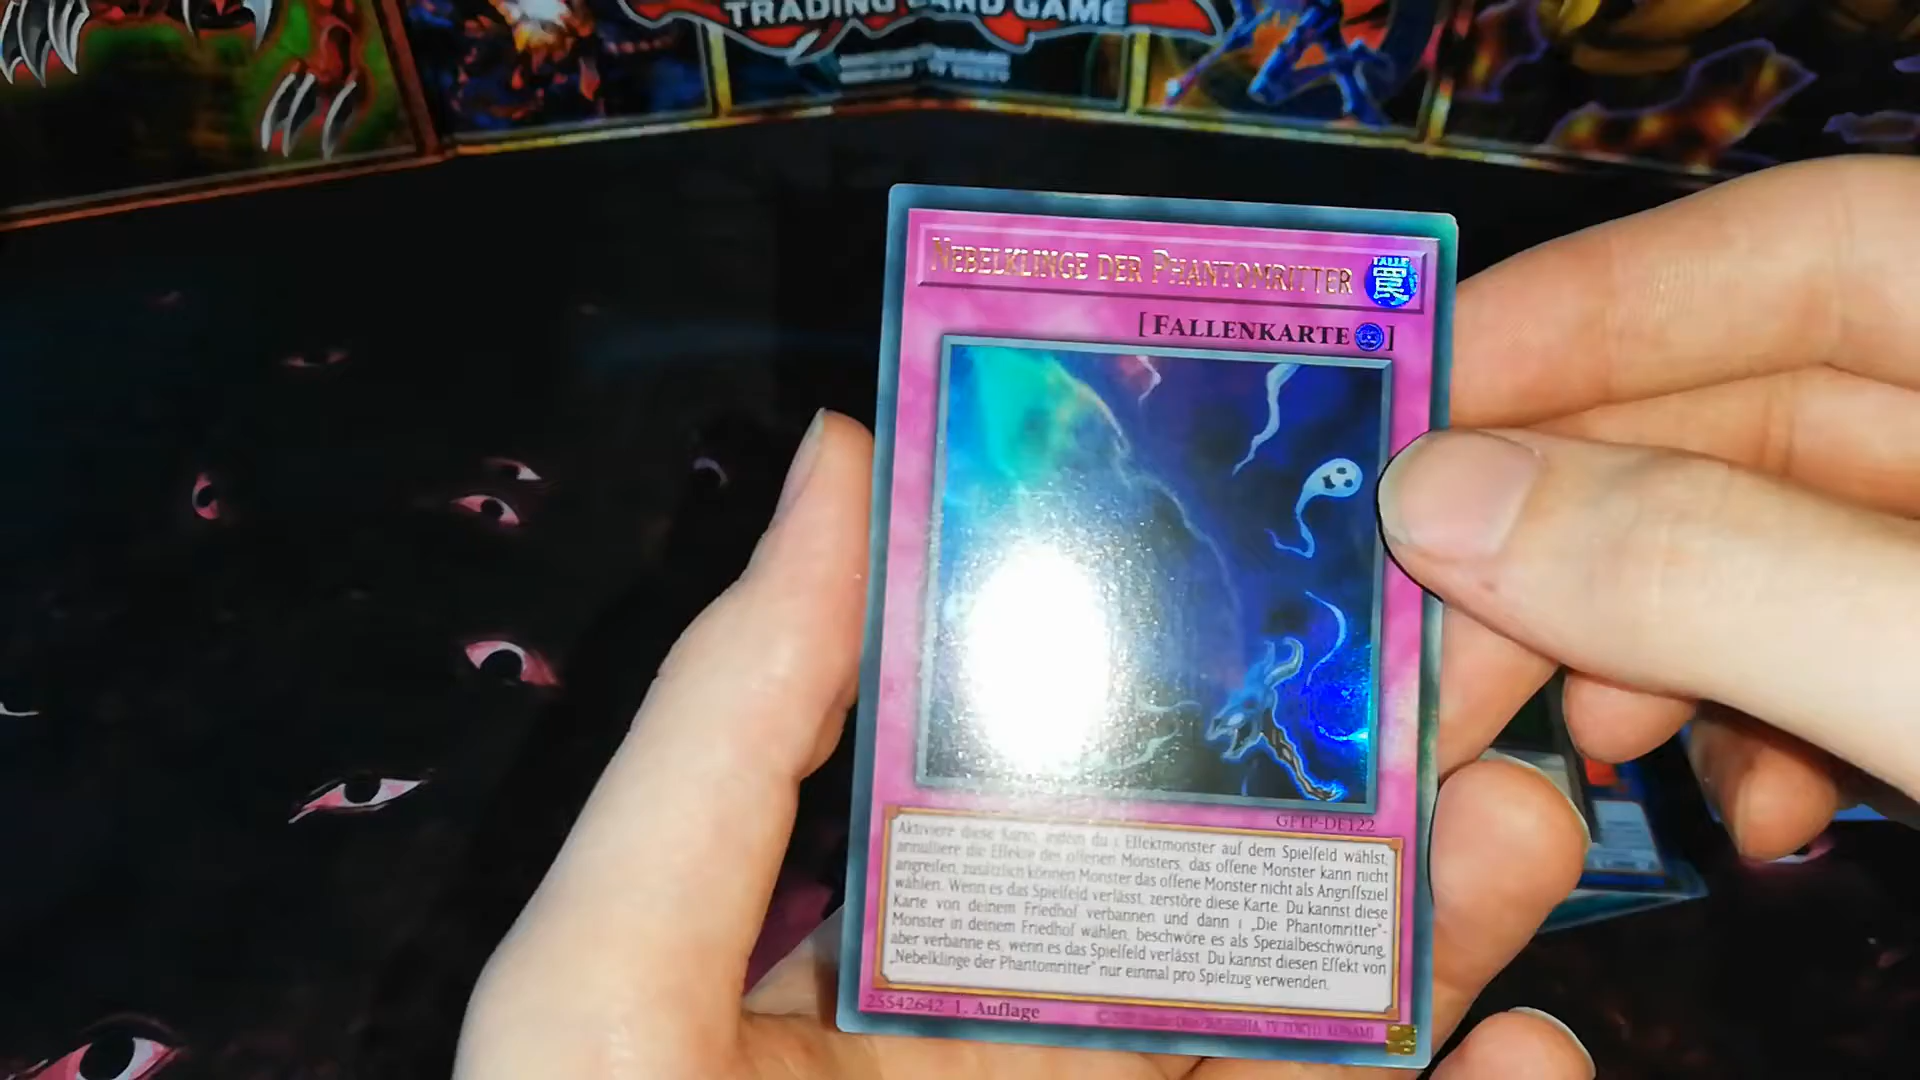 TRADING CARD GAME
NEBELKLINGE DER PHANTOMRITTER
FALLE
罠
[FALLENKARTE]
GFTP-DE122
Aktiviere diese Karte, indem du 1 Effektmonster auf dem Spielfeld wählst;
annulliere die Effekte des offenen Monsters, das offene Monster kann nicht
angreifen, zusätzlich können Monster das offene Monster nicht als Angriffsziel
wählen. Wenn es das Spielfeld verlässt, zerstöre diese Karte. Du kannst diese
Karte von deinem Friedhof verbannen und dann 1 „Die Phantomritter"-
Monster in deinem Friedhof wählen; beschwöre es als Spezialbeschwörung,
aber verbanne es, wenn es das Spielfeld verlässt. Du kannst diesen Effekt von
„Nebelklinge der Phantomritter" nur einmal pro Spielzug verwenden.
25542642 1. Auflage
TV TOKYO, KONAMI